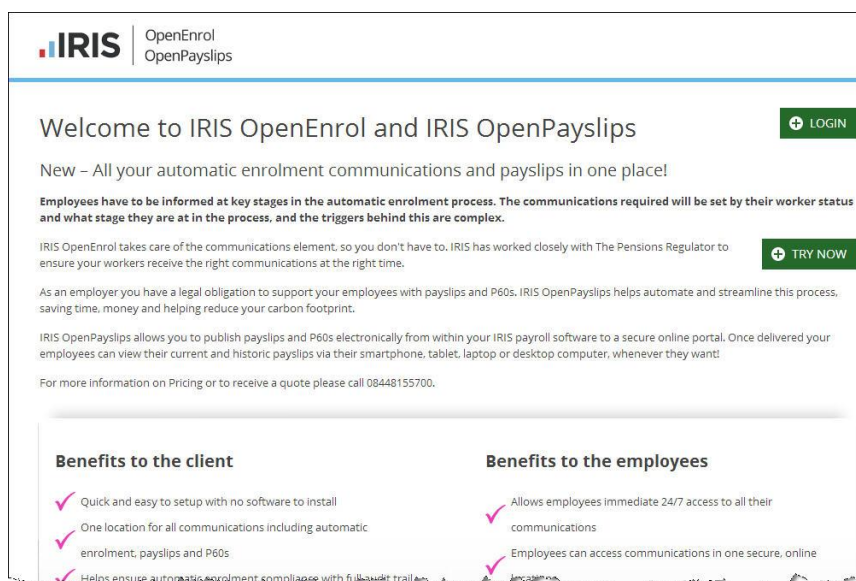 IRIS
OpenEnrol
OpenPayslips
Welcome to IRIS OpenEnrol and IRIS OpenPayslips
LOGIN
New – All your automatic enrolment communications and payslips in one place!
Employees have to be informed at key stages in the automatic enrolment process. The communications required will be set by their worker status
and what stage they are at in the process, and the triggers behind this are complex.
IRIS OpenEnrol takes care of the communications element, so you don't have to. IRIS has worked closely with The Pensions Regulator to
ensure your workers receive the right communications at the right time.
TRY NOW
As an employer you have a legal obligation to support your employees with payslips and P60s. IRIS OpenPayslips helps automate and streamline this process,
saving time, money and helping reduce your carbon footprint.
IRIS OpenPayslips allows you to publish payslips and P60s electronically from within your IRIS payroll software to a secure online portal. Once delivered your
employees can view their current and historic payslips via their smartphone, tablet, laptop or desktop computer, whenever they want!
For more information on Pricing or to receive a quote please call 08448155700.
Benefits to the client
Quick and easy to setup with no software to install
One location for all communications including automatic
enrolment, payslips and P60s
Helps ensure automatic enrolment compliance with full audit trail
Benefits to the employees
Allows employees immediate 24/7 access to all their
communications
Employees can access communications in one secure, online